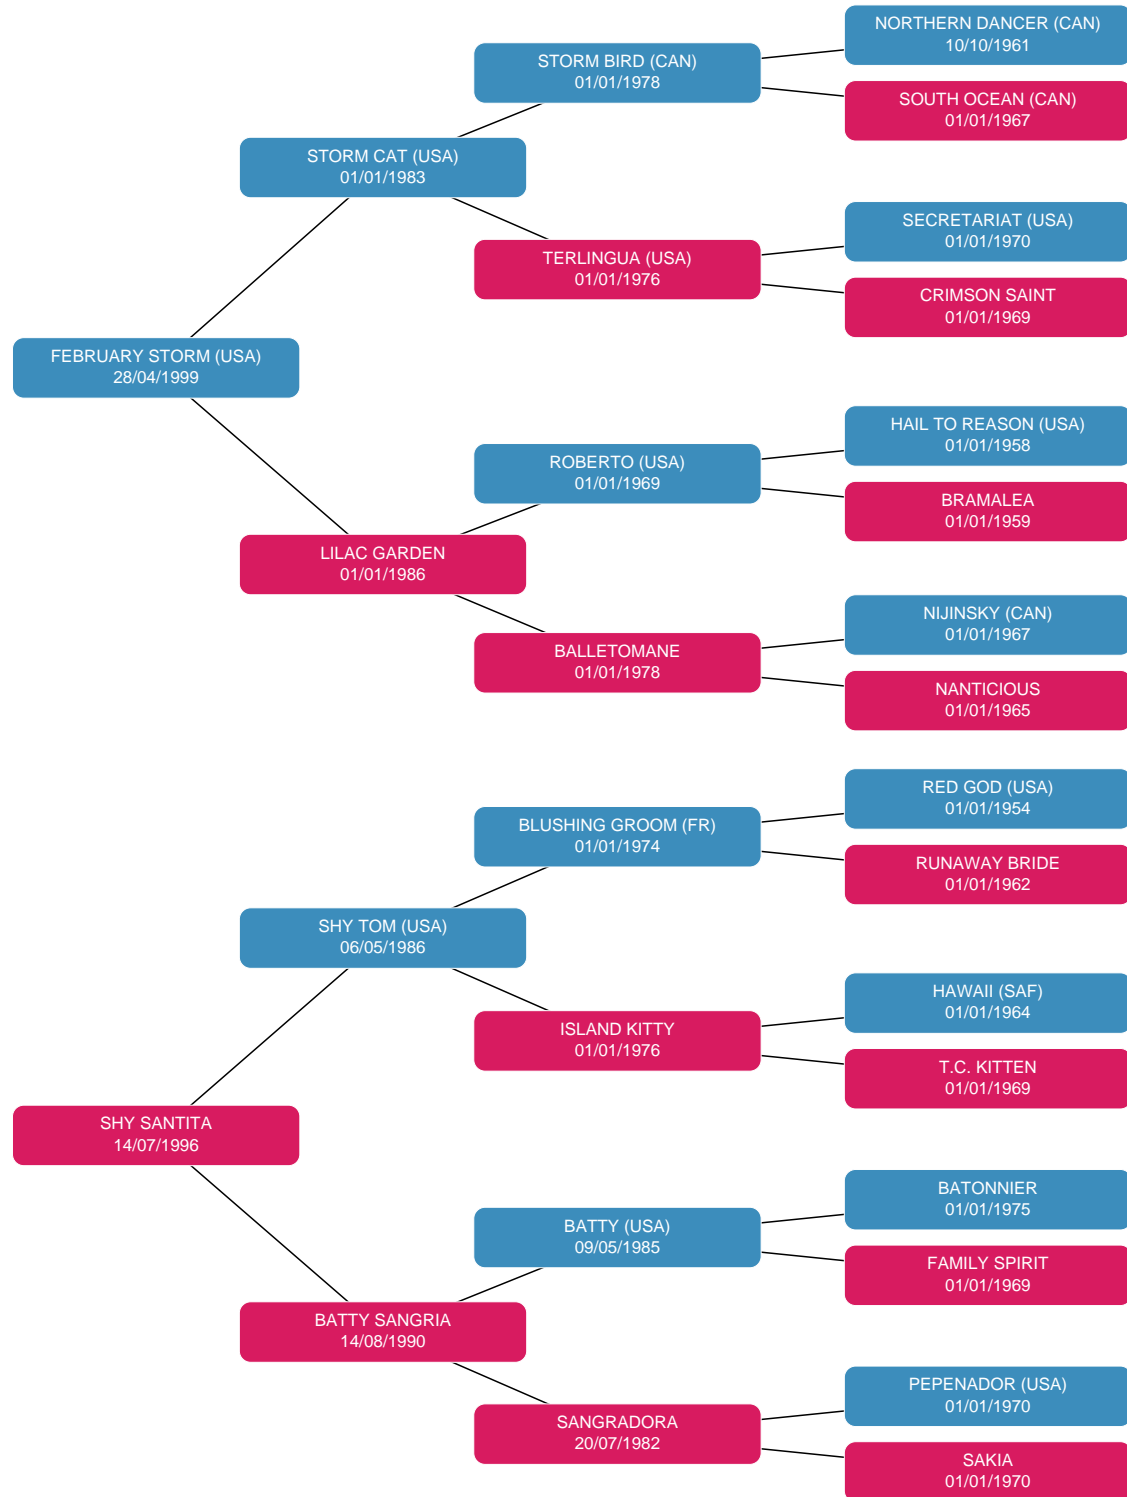 NORTHERN DANCER (CAN)
10/10/1961
STORM BIRD (CAN)
01/01/1978
SOUTH OCEAN (CAN)
01/01/1967
STORM CAT (USA)
01/01/1983
SECRETARIAT (USA)
01/01/1970
TERLINGUA (USA)
01/01/1976
CRIMSON SAINT
01/01/1969
FEBRUARY STORM (USA)
28/04/1999
HAIL TO REASON (USA)
01/01/1958
ROBERTO (USA)
01/01/1969
BRAMALEA
01/01/1959
LILAC GARDEN
01/01/1986
NIJINSKY (CAN)
01/01/1967
BALLETOMANE
01/01/1978
NANTICIOUS
01/01/1965
RED GOD (USA)
01/01/1954
BLUSHING GROOM (FR)
01/01/1974
RUNAWAY BRIDE
01/01/1962
SHY TOM (USA)
06/05/1986
HAWAII (SAF)
01/01/1964
ISLAND KITTY
01/01/1976
T.C. KITTEN
01/01/1969
SHY SANTITA
14/07/1996
BATONNIER
01/01/1975
BATTY (USA)
09/05/1985
FAMILY SPIRIT
01/01/1969
BATTY SANGRIA
14/08/1990
PEPENADOR (USA)
01/01/1970
SANGRADORA
20/07/1982
SAKIA
01/01/1970